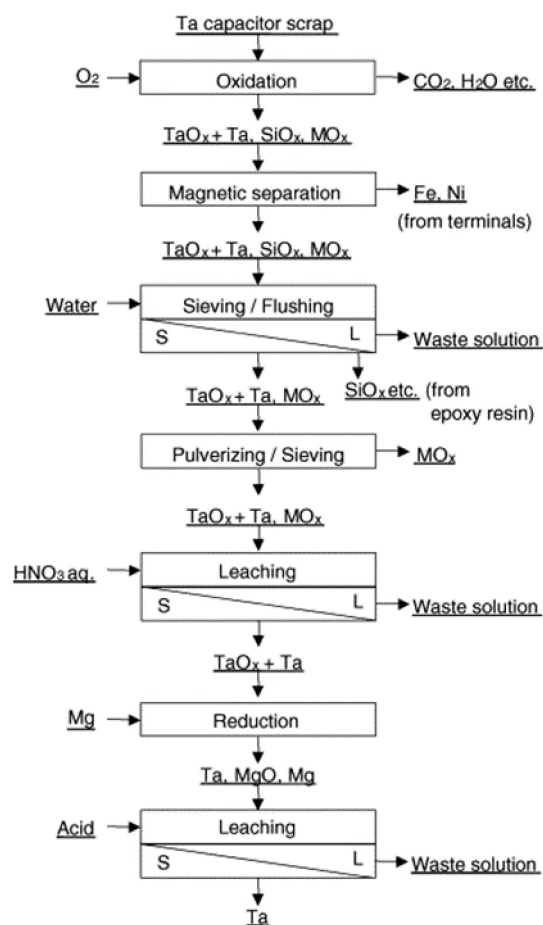 Ta capacitor scrap
O₂
Oxidation
CO₂, H₂O etc.
TaOₓ + Ta, SiOₓ, MOₓ
Magnetic separation
Fe, Ni
(from terminals)
TaOₓ + Ta, SiOₓ, MOₓ
Water
Sieving / Flushing
S
L
Waste solution
TaOₓ + Ta, MOₓ
SiOₓ etc. (from
epoxy resin)
Pulverizing / Sieving
MOₓ
TaOₓ + Ta, MOₓ
HNO₃ aq.
Leaching
S
L
Waste solution
TaOₓ + Ta
Mg
Reduction
Ta, MgO, Mg
Acid
Leaching
S
L
Waste solution
Ta